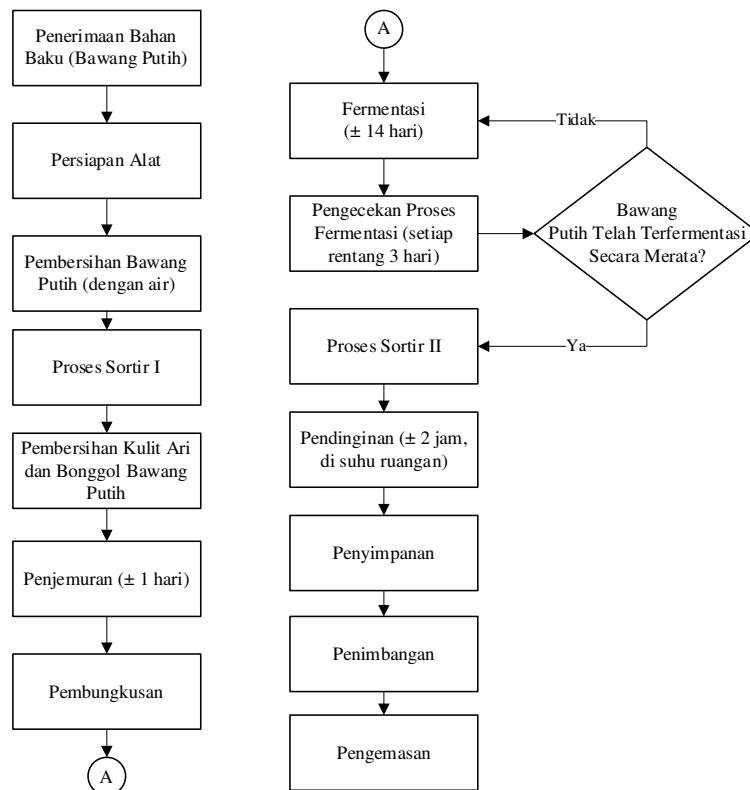 Penerimaan Bahan
Baku (Bawang Putih)
Persiapan Alat
Pembersihan Bawang
Putih (dengan air)
Proses Sortir I
Pembersihan Kulit Ari
dan Bonggol Bawang
Putih
Penjemuran (± 1 hari)
Pembungkusan
A
A
Fermentasi
(± 14 hari)
Tidak
Pengecekan Proses
Fermentasi (setiap
rentang 3 hari)
Bawang
Putih Telah Terfermentasi
Secara Merata?
Ya
Proses Sortir II
Pendinginan (± 2 jam,
di suhu ruangan)
Penyimpanan
Penimbangan
Pengemasan